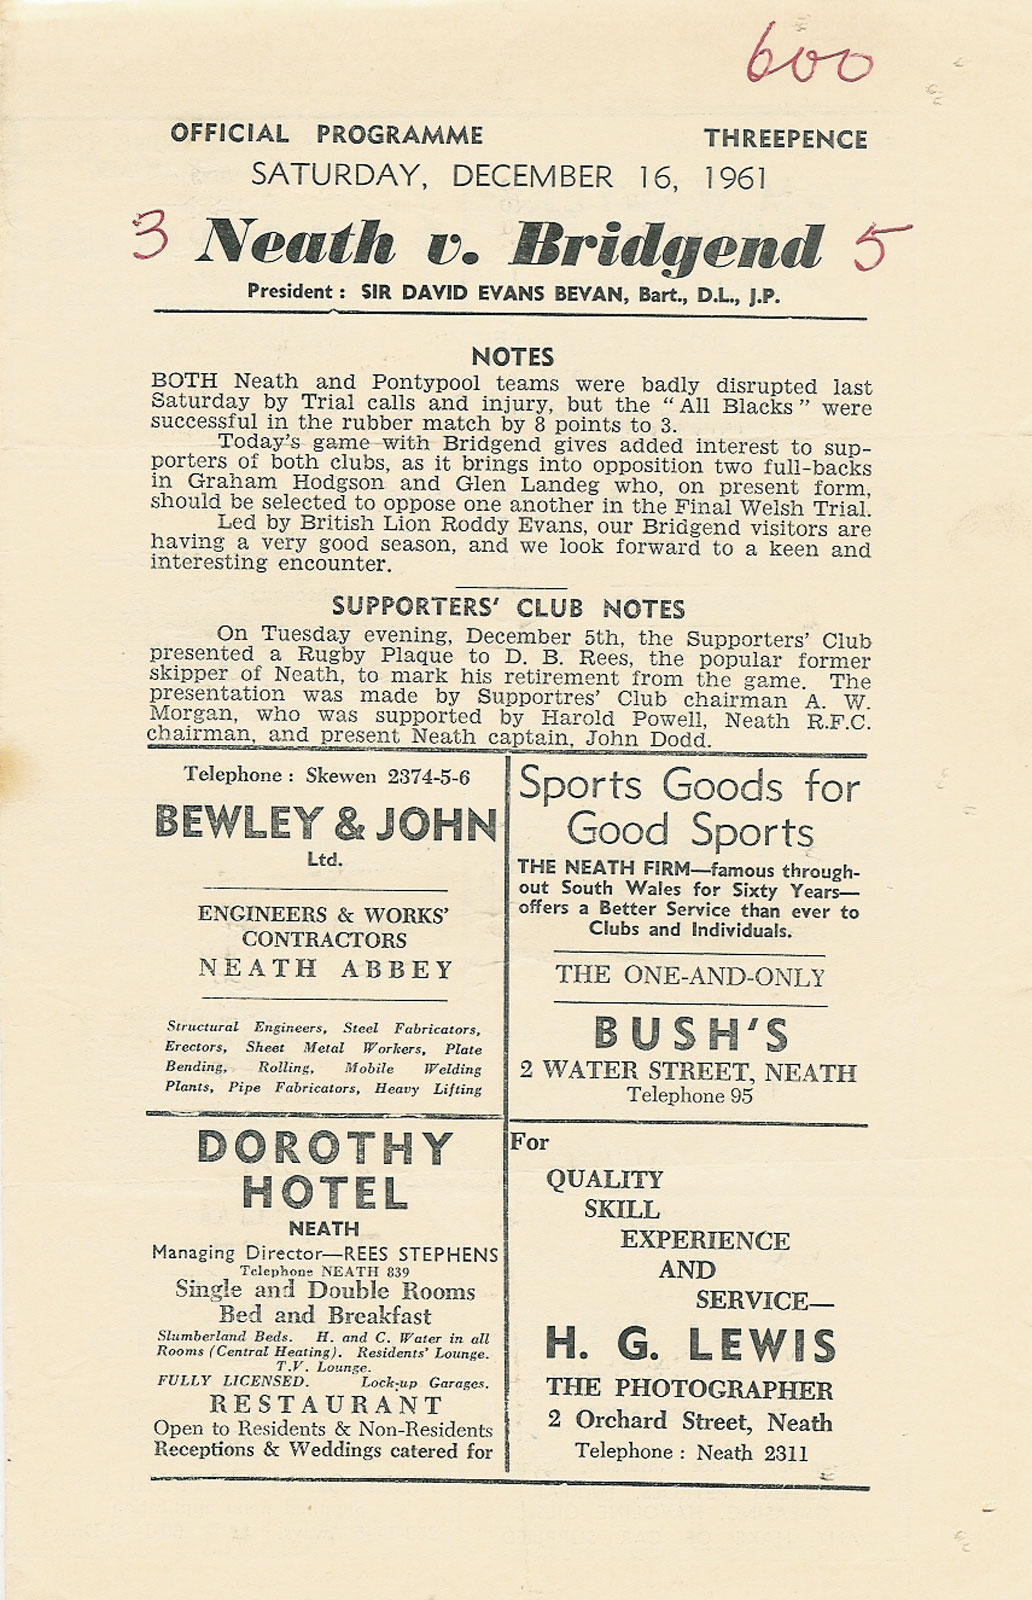 600
OFFICIAL PROGRAMME THREEPENCE
SATURDAY, DECEMBER 16, 1961
3 Neath v. Bridgend 5
President : SIR DAVID EVANS BEVAN, Bart., D.L., J.P.
NOTES
BOTH Neath and Pontypool teams were badly disrupted last
Saturday by Trial calls and injury, but the "All Blacks" were
successful in the rubber match by 8 points to 3.
Today's game with Bridgend gives added interest to sup-
porters of both clubs, as it brings into opposition two full-backs
in Graham Hodgson and Glen Landeg who, on present form,
should be selected to oppose one another in the Final Welsh Trial.
Led by British Lion Roddy Evans, our Bridgend visitors are
having a very good season, and we look forward to a keen and
interesting encounter.
SUPPORTERS' CLUB NOTES
On Tuesday evening, December 5th, the Supporters' Club
presented a Rugby Plaque to D. B. Rees, the popular former
skipper of Neath, to mark his retirement from the game. The
presentation was made by Supportres' Club chairman A. W.
Morgan, who was supported by Harold Powell, Neath R.F.C.
chairman, and present Neath captain, John Dodd.
Telephone : Skewen 2374-5-6
BEWLEY & JOHN
Ltd.
ENGINEERS & WORKS'
CONTRACTORS
NEATH ABBEY
Structural Engineers, Steel Fabricators,
Erectors, Sheet Metal Workers, Plate
Bending, Rolling, Mobile Welding
Plants, Pipe Fabricators, Heavy Lifting
Sports Goods for
Good Sports
THE NEATH FIRM—famous through-
out South Wales for Sixty Years—
offers a Better Service than ever to
Clubs and Individuals.
THE ONE-AND-ONLY
BUSH'S
2 WATER STREET, NEATH
Telephone 95
DOROTHY
HOTEL
NEATH
Managing Director—REES STEPHENS
Telephone NEATH 839
Single and Double Rooms
Bed and Breakfast
Slumberland Beds. H. and C. Water in all
Rooms (Central Heating). Residents' Lounge.
T.V. Lounge.
FULLY LICENSED. Lock-up Garages.
RESTAURANT
Open to Residents & Non-Residents
Receptions & Weddings catered for
For
QUALITY
SKILL
EXPERIENCE
AND
SERVICE—
H. G. LEWIS
THE PHOTOGRAPHER
2 Orchard Street, Neath
Telephone : Neath 2311